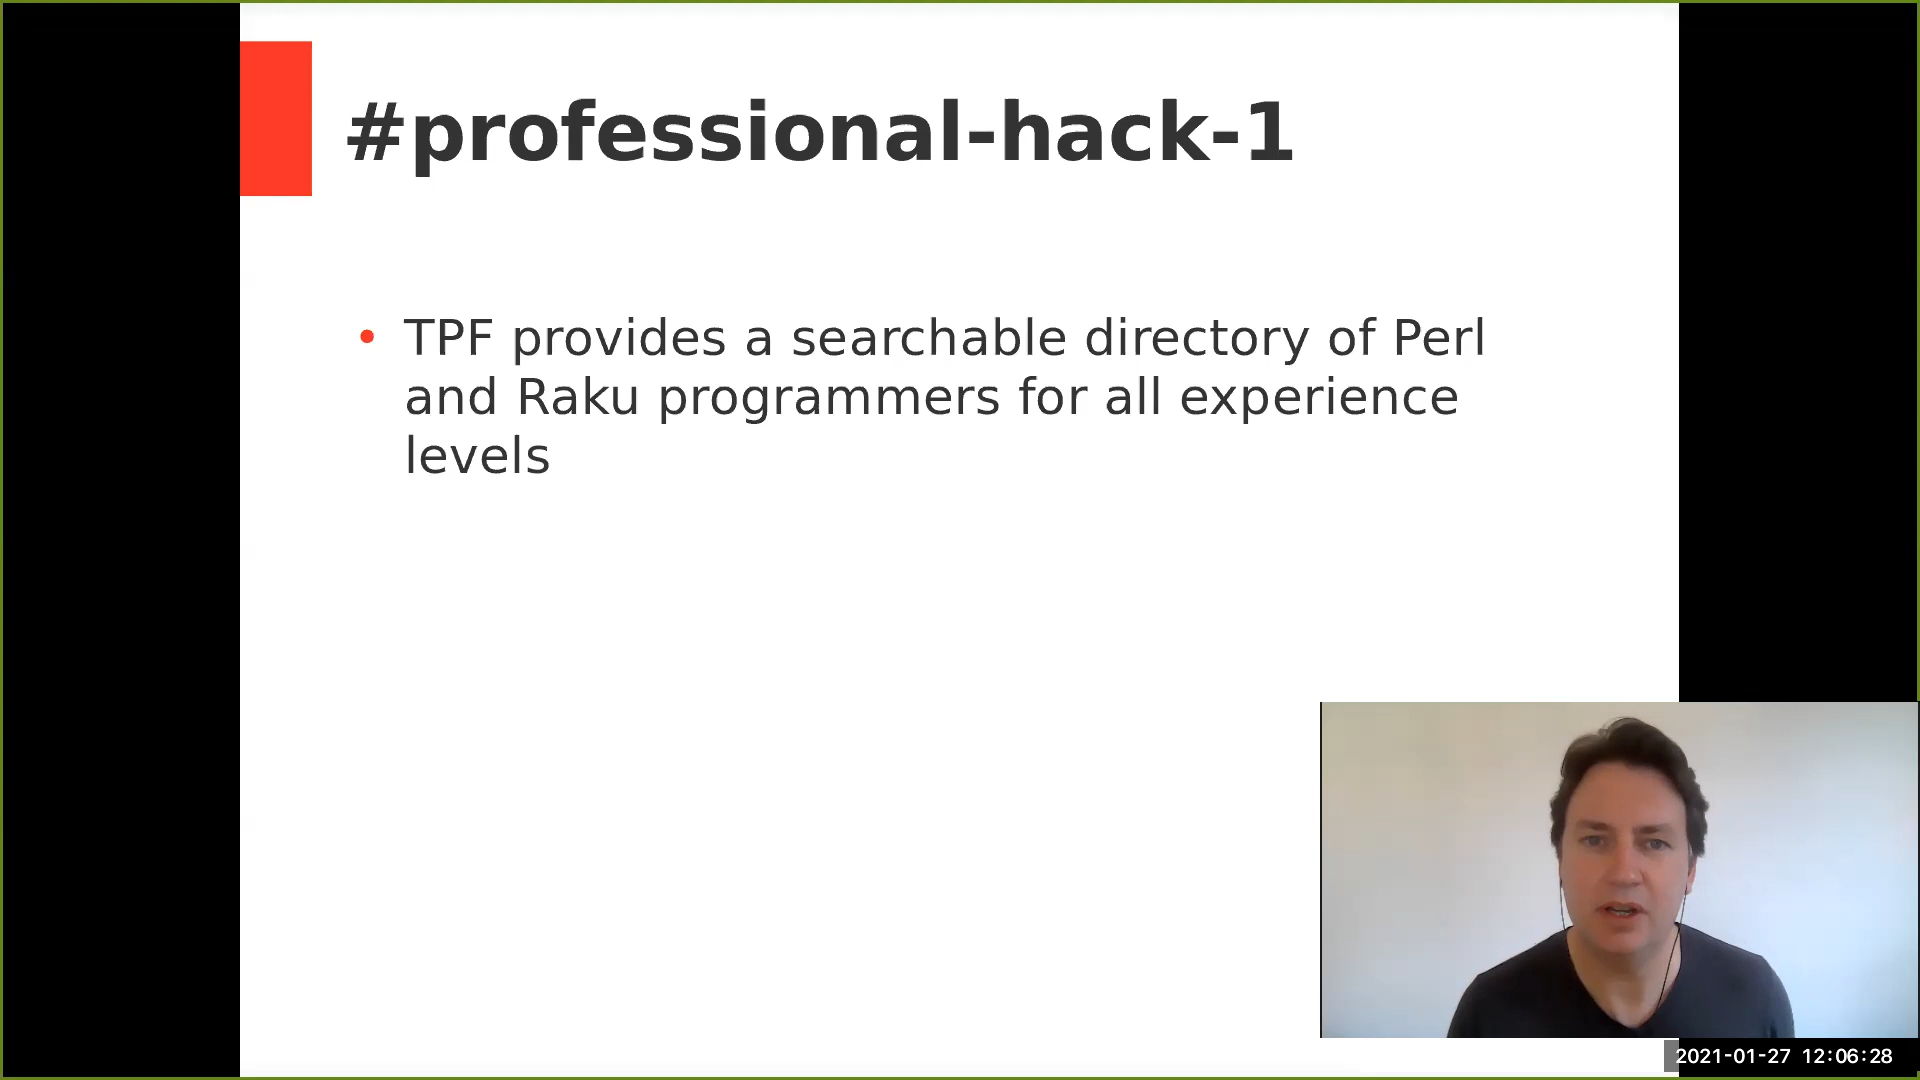 #professional-hack-1
• TPF provides a searchable directory of Perl
and Raku programmers for all experience
levels
2021-01-27 12:06:28